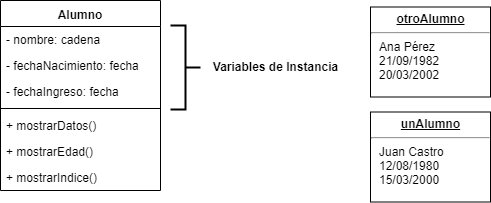 Alumno
- nombre: cadena
- fechaNacimiento: fecha
- fechaIngreso: fecha
+ mostrarDatos()
+ mostrarEdad()
+ mostrarIndice()
Variables de Instancia
otroAlumno
Ana Pérez
21/09/1982
20/03/2002
unAlumno
Juan Castro
12/08/1980
15/03/2000